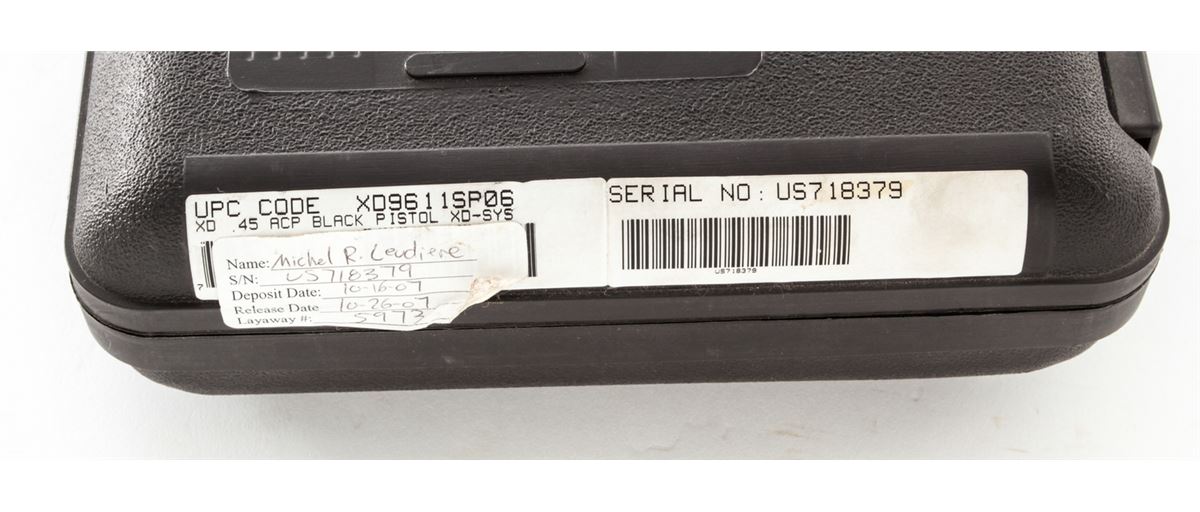 UPC CODE XD9611SP06
XD .45 ACP BLACK PISTOL XD-SYS
7
Name: Michel R. Leudiere
S/N: US718379
Deposit Date: 10-16-07
Release Date 10-26-07
Layaway #: 5973
SERIAL NO: US718379
US718379